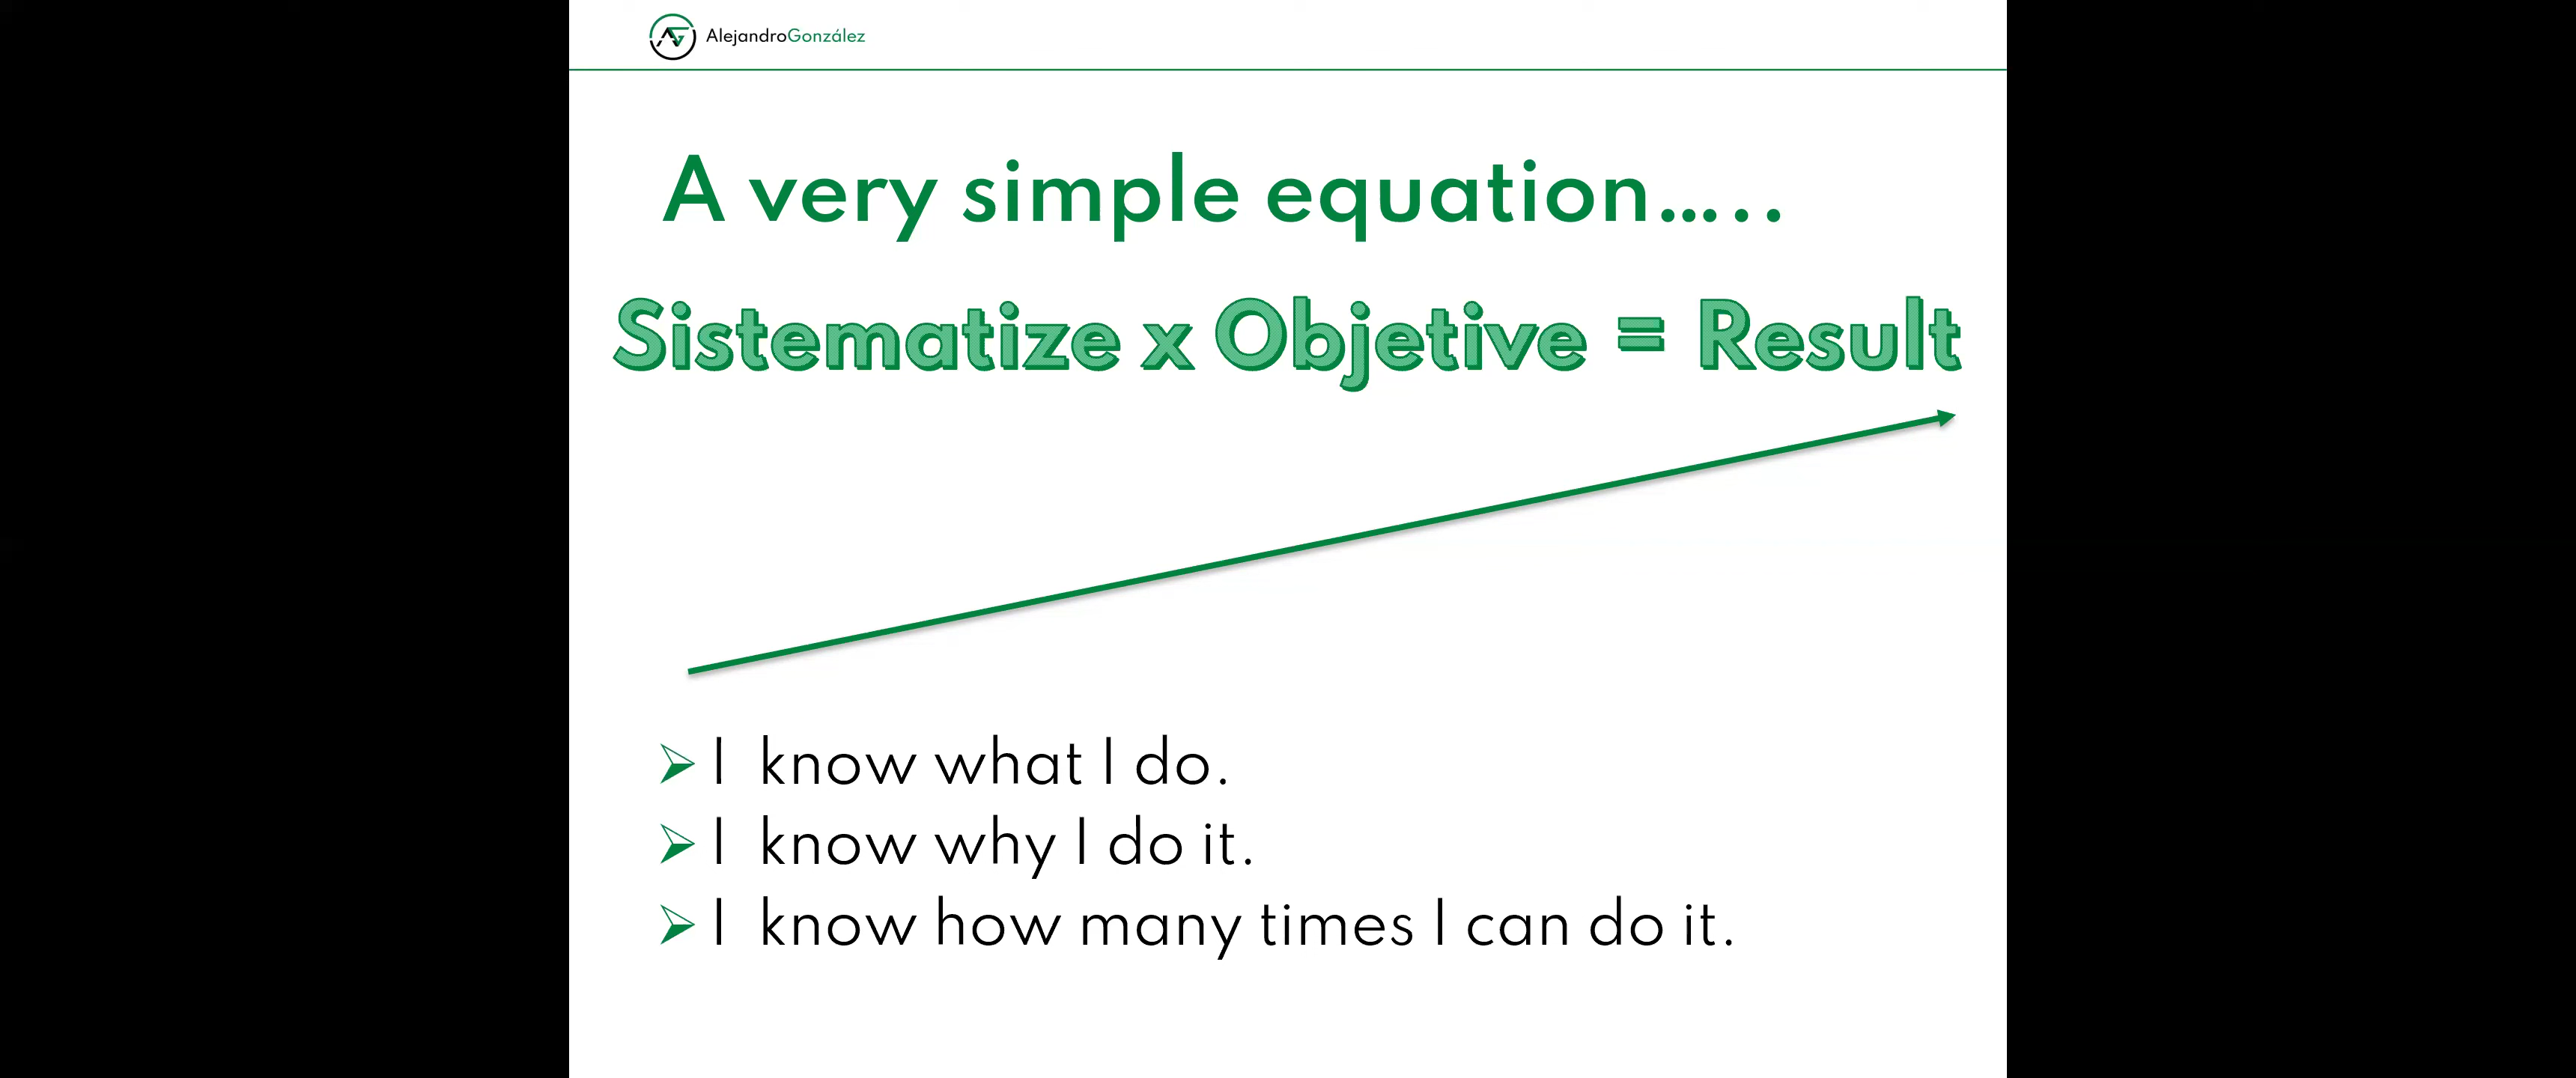 AlejandroGonzález
A very simple equation.....
Sistematize x Objetive = Result
I know what I do.
I know why I do it.
I know how many times I can do it.